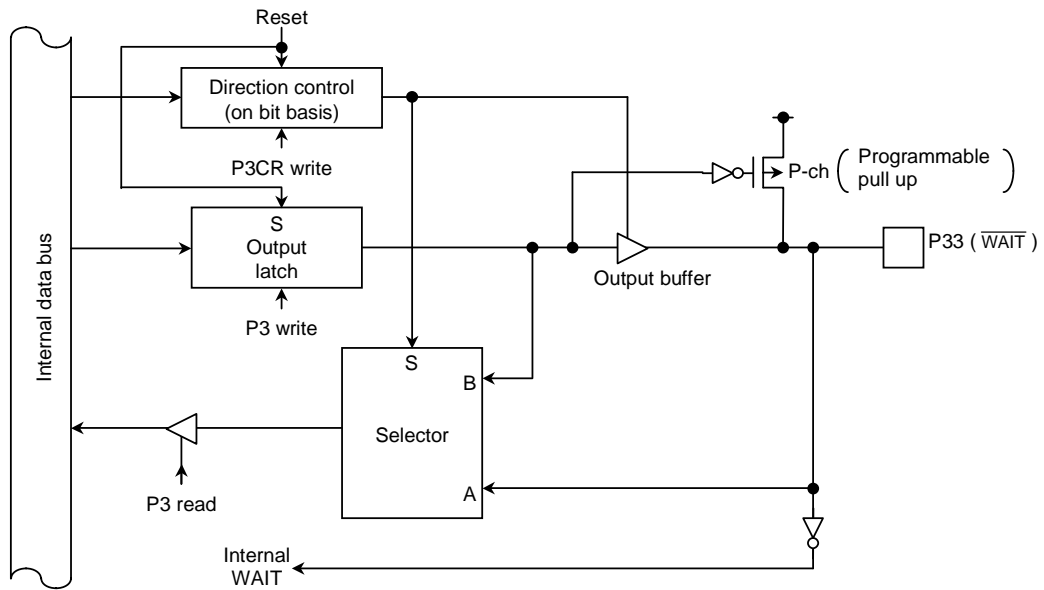 Reset
Direction control
(on bit basis)
P3CR write
S
Output
latch
P3 write
Internal data bus
P-ch ( Programmable
pull up )
P33 ( W̅A̅I̅T̅ )
Output buffer
S
B
Selector
A
P3 read
Internal
WAIT